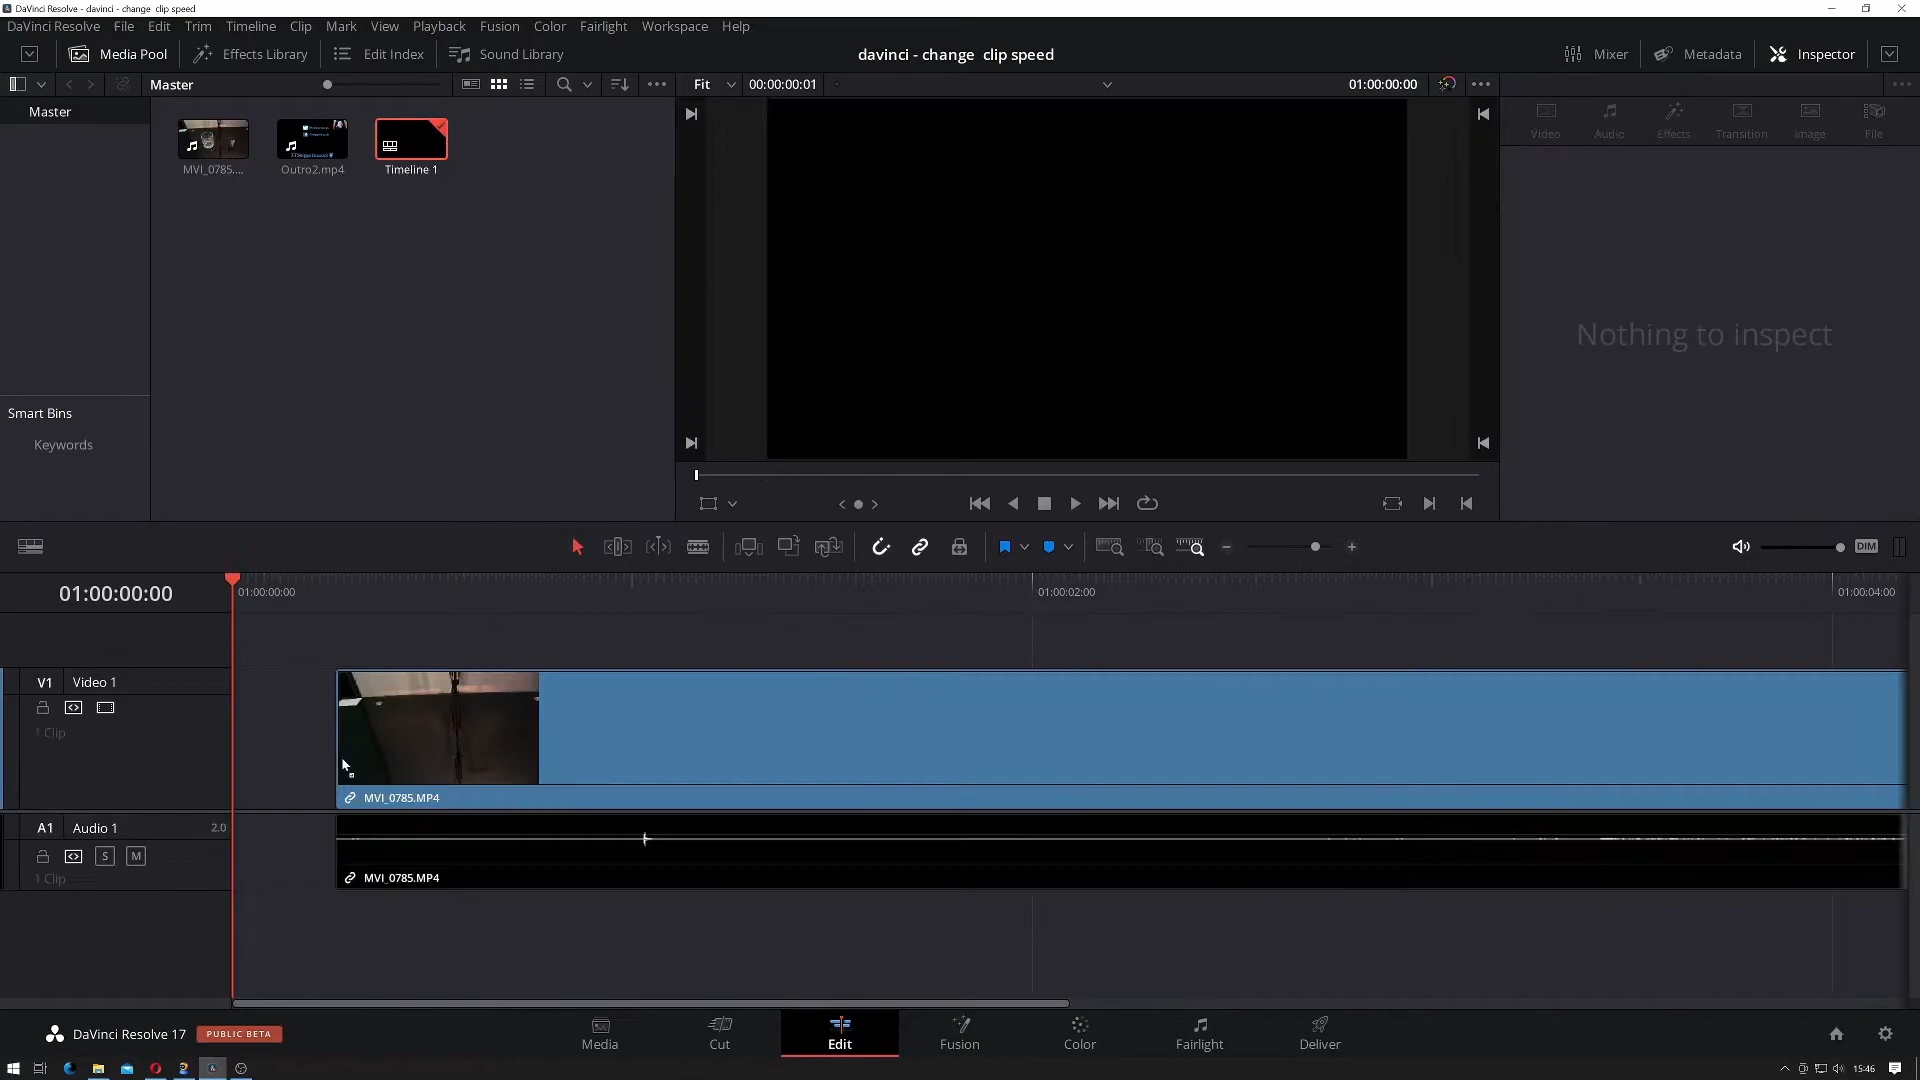 DaVinci Resolve - davinci - change  clip speed
DaVinci Resolve File Edit Trim Timeline Clip Mark View Playback Fusion Color Fairlight Workspace Help
Media Pool Effects Library Edit Index Sound Library davinci - change  clip speed Mixer Metadata Inspector
Master Fit 00:00:00:01 01:00:00:00
Master
Video Audio Effects Transition Image File
MVI_0785.... Outro2.mp4 Timeline 1
Nothing to inspect
Smart Bins
Keywords
DIM
01:00:00:00 01:00:00:00 01:00:02:00 01:00:04:00
V1 Video 1
1 Clip
MVI_0785.MP4
A1 Audio 1 2.0
S M
1 Clip
MVI_0785.MP4
DaVinci Resolve 17 PUBLIC BETA
Media Cut Edit Fusion Color Fairlight Deliver
15:46